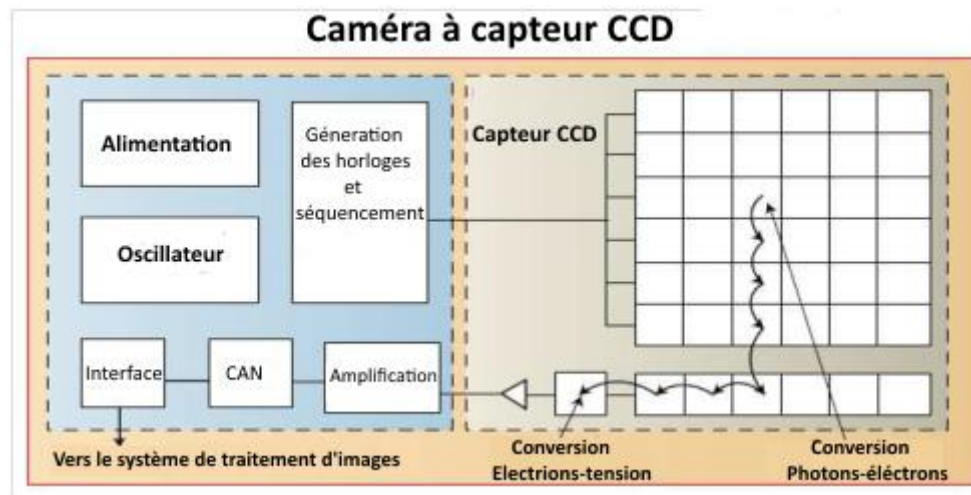 Caméra à capteur CCD
Alimentation
Oscillateur
Géneration
des horloges
et
séquencement
Capteur CCD
Interface
CAN
Amplification
Vers le système de traitement d'images
Conversion
Electrions-tension
Conversion
Photons-éléctrons